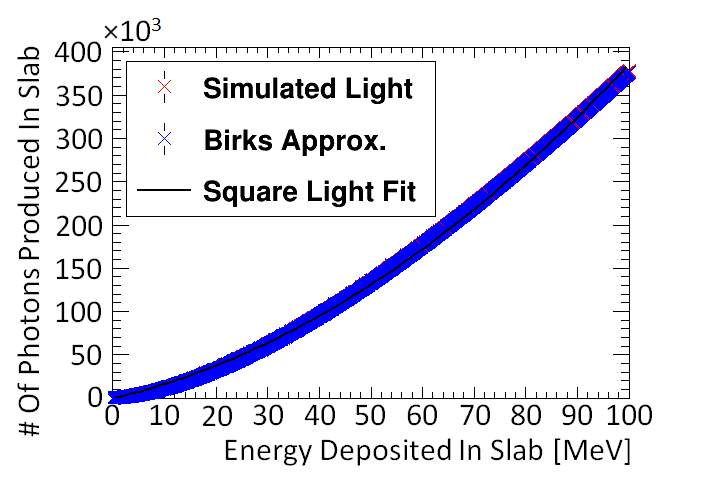 ×10³
# Of Photons Produced In Slab
400
350
300
250
200
150
100
50
0
Simulated Light
Birks Approx.
Square Light Fit
0 10 20 30 40 50 60 70 80 90 100
Energy Deposited In Slab [MeV]